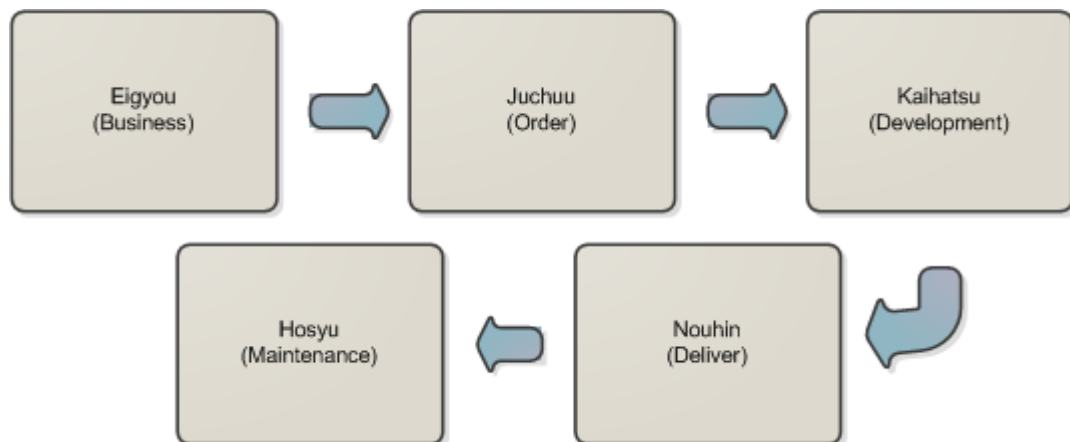 Eigyou
(Business)
Juchuu
(Order)
Kaihatsu
(Development)
Nouhin
(Deliver)
Hosyu
(Maintenance)